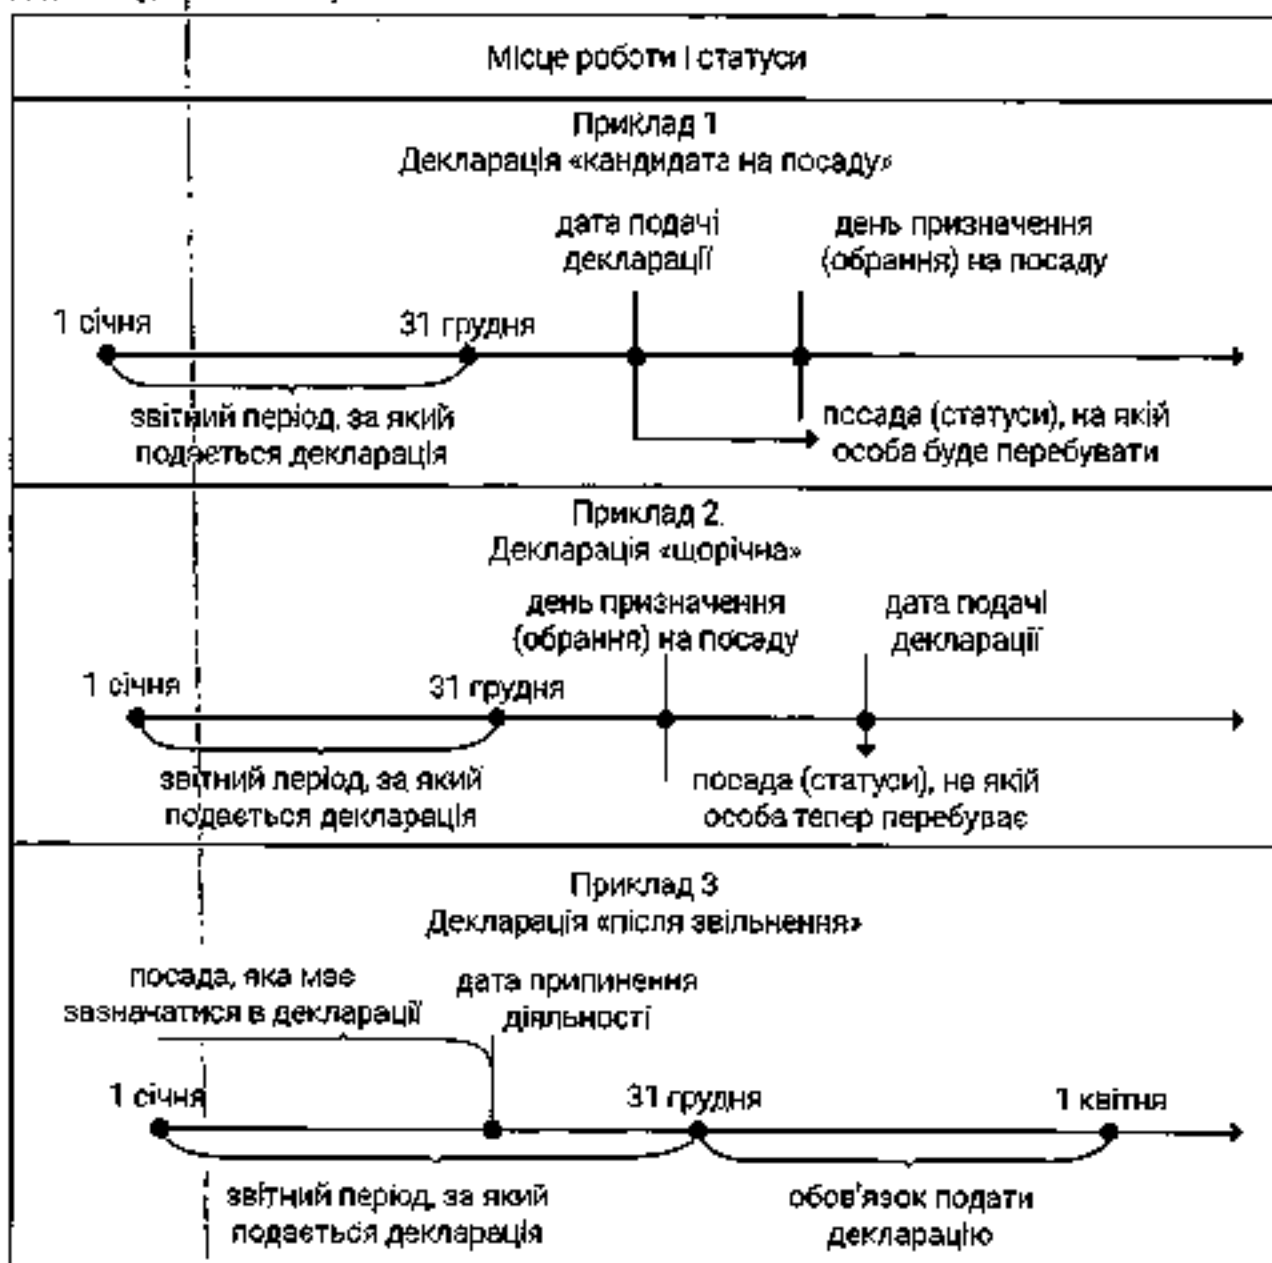 Місце роботи і статуси
Приклад 1
Декларація «кандидата на посаду»
дата подачі
декларації
день призначення
(обрання) на посаду
1 січня
31 грудня
звітний період, за який
подається декларація
посада (статуси), на якій
особа буде перебувати
Приклад 2.
Декларація «щорічна»
день призначення
(обрання) на посаду
дата подачі
декларації
1 січня
31 грудня
звітний період, за який
подається декларація
посада (статуси), не якій
особа тепер перебуває
Приклад 3
Декларація «після звільнення»
посада, яка має
зазначатися в декларації
дата припинення
діяльності
1 січня
31 грудня
1 квітня
звітний період, за який
подається декларація
обов'язок подати
декларацію